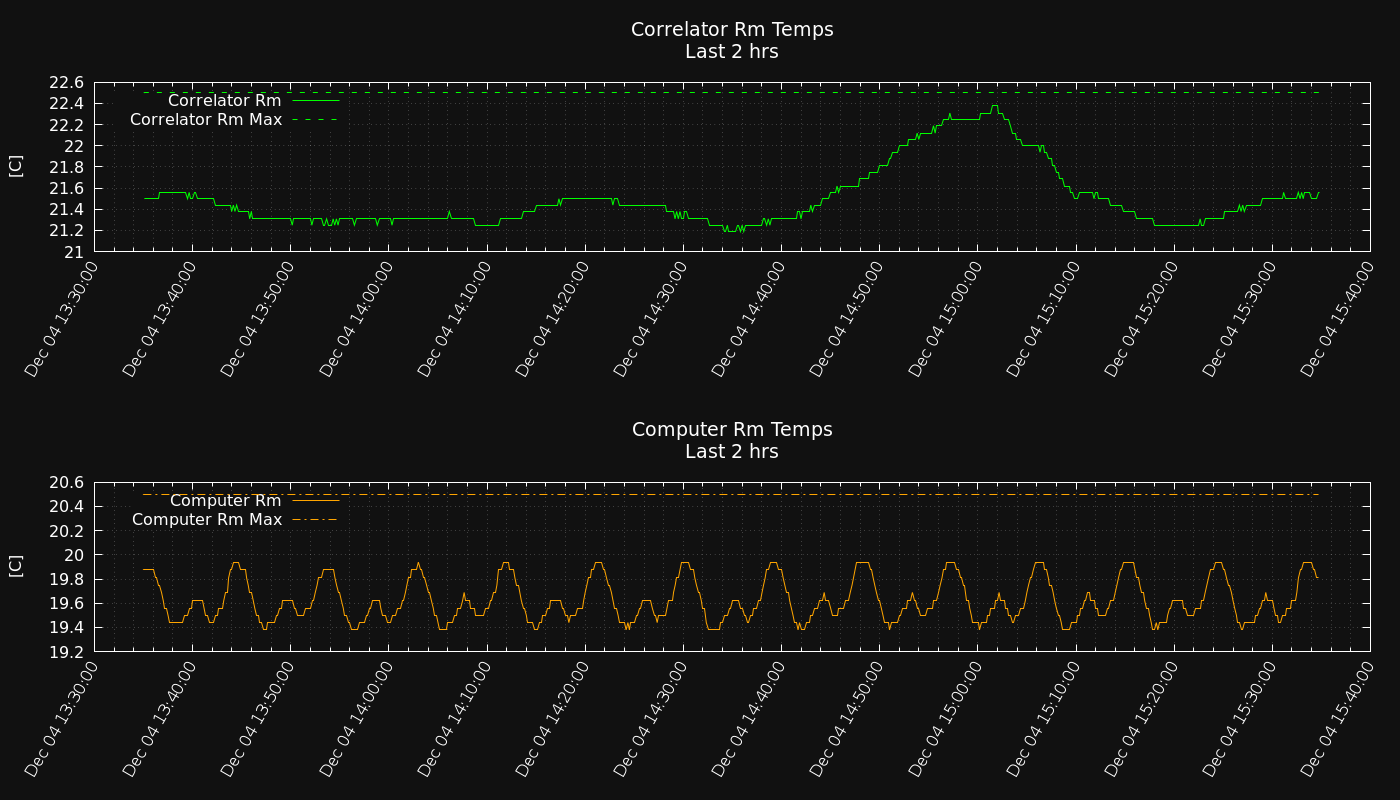 Correlator Rm Temps
Last 2 hrs
22.6
22.4
22.2
22
21.8
21.6
21.4
21.2
21
[C]
Correlator Rm
Correlator Rm Max
Dec 04 13:30:00
Dec 04 13:40:00
Dec 04 13:50:00
Dec 04 14:00:00
Dec 04 14:10:00
Dec 04 14:20:00
Dec 04 14:30:00
Dec 04 14:40:00
Dec 04 14:50:00
Dec 04 15:00:00
Dec 04 15:10:00
Dec 04 15:20:00
Dec 04 15:30:00
Dec 04 15:40:00
Computer Rm Temps
Last 2 hrs
20.6
20.4
20.2
20
19.8
19.6
19.4
19.2
[C]
Computer Rm
Computer Rm Max
Dec 04 13:30:00
Dec 04 13:40:00
Dec 04 13:50:00
Dec 04 14:00:00
Dec 04 14:10:00
Dec 04 14:20:00
Dec 04 14:30:00
Dec 04 14:40:00
Dec 04 14:50:00
Dec 04 15:00:00
Dec 04 15:10:00
Dec 04 15:20:00
Dec 04 15:30:00
Dec 04 15:40:00